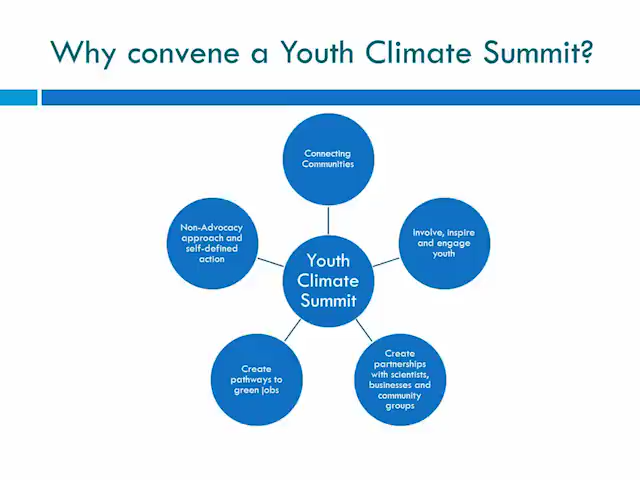 Why convene a Youth Climate Summit?
Connecting
Communities
Involve, inspire
and engage
youth
Create
partnerships
with scientists,
businesses and
community
groups
Create
pathways to
green jobs
Non-Advocacy
approach and
self-defined
action
Youth
Climate
Summit